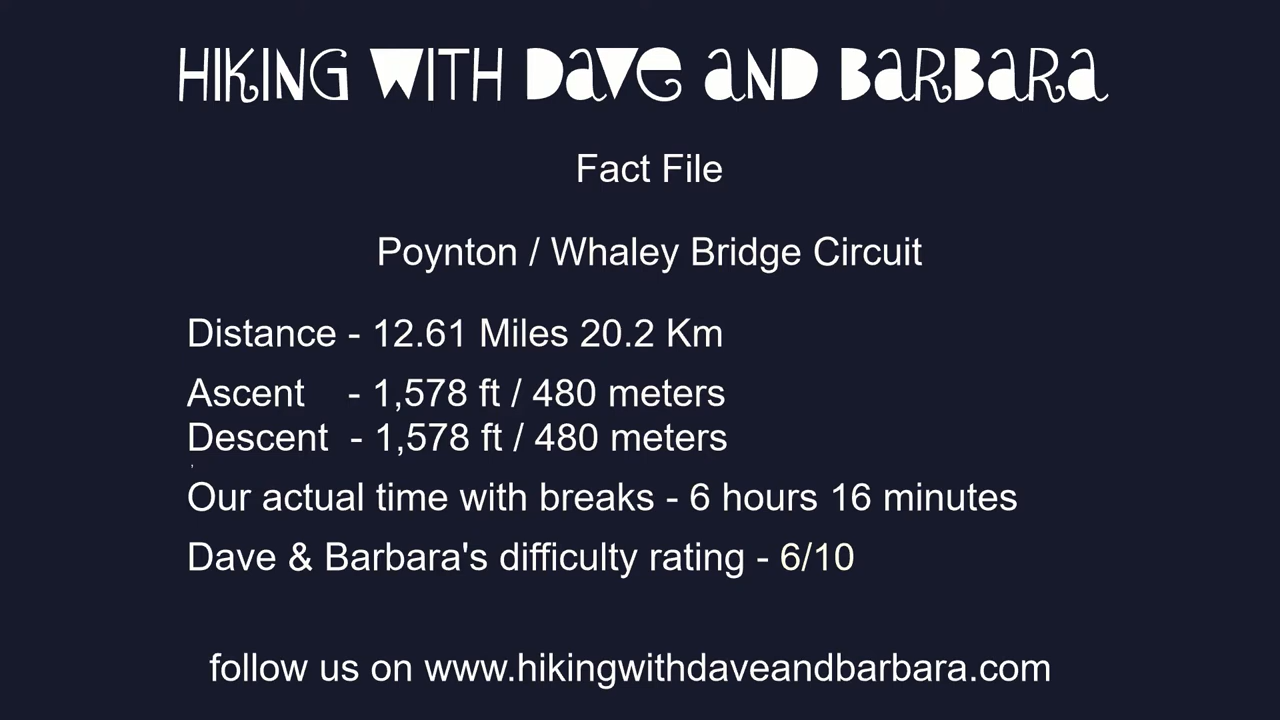 HIKING WITH DAVE AND BARBARA
Fact File
Poynton / Whaley Bridge Circuit
Distance - 12.61 Miles 20.2 Km
Ascent - 1,578 ft / 480 meters
Descent - 1,578 ft / 480 meters
,
Our actual time with breaks - 6 hours 16 minutes
Dave & Barbara's difficulty rating - 6/10
follow us on www.hikingwithdaveandbarbara.com